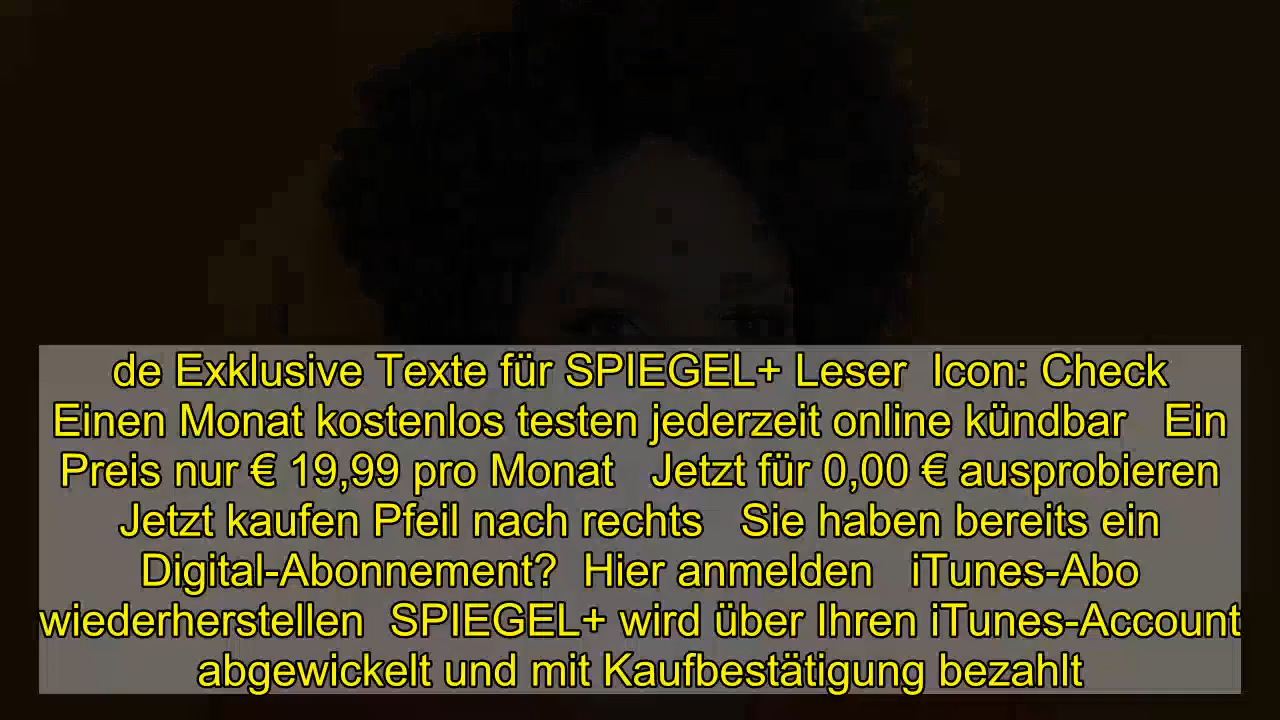 de Exklusive Texte für SPIEGEL+ Leser  Icon: Check
Einen Monat kostenlos testen jederzeit online kündbar   Ein
Preis nur € 19,99 pro Monat   Jetzt für 0,00 € ausprobieren
Jetzt kaufen Pfeil nach rechts   Sie haben bereits ein
Digital-Abonnement?  Hier anmelden   iTunes-Abo
wiederherstellen  SPIEGEL+ wird über Ihren iTunes-Account
abgewickelt und mit Kaufbestätigung bezahlt